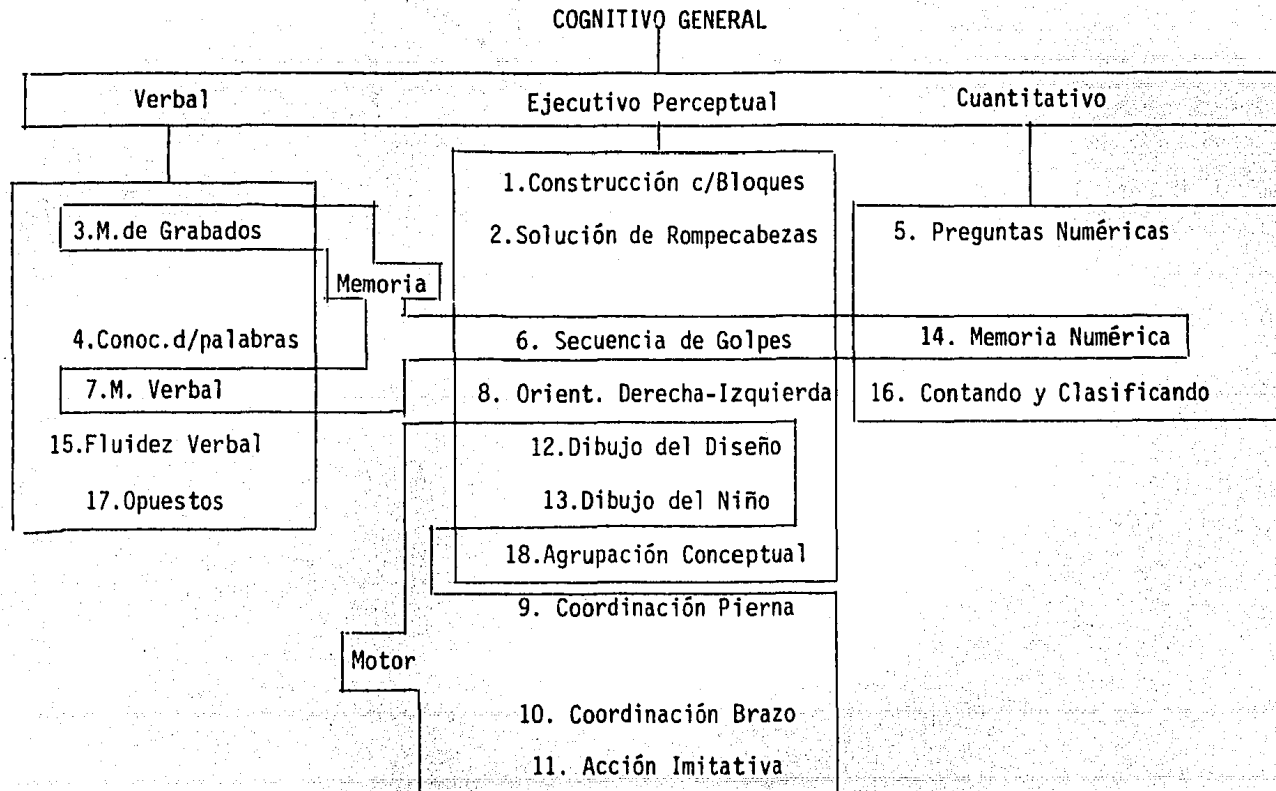 COGNITIVO GENERAL
Verbal
Ejecutivo Perceptual
Cuantitativo
1.Construcción c/Bloques
3.M.de Grabados
2.Solución de Rompecabezas
5. Preguntas Numéricas
Memoria
4.Conoc.d/palabras
6. Secuencia de Golpes
14. Memoria Numérica
7.M. Verbal
8. Orient. Derecha-Izquierda
16. Contando y Clasificando
15.Fluidez Verbal
12.Dibujo del Diseño
17.Opuestos
13.Dibujo del Niño
18.Agrupación Conceptual
9. Coordinación Pierna
Motor
10. Coordinación Brazo
11. Acción Imitativa